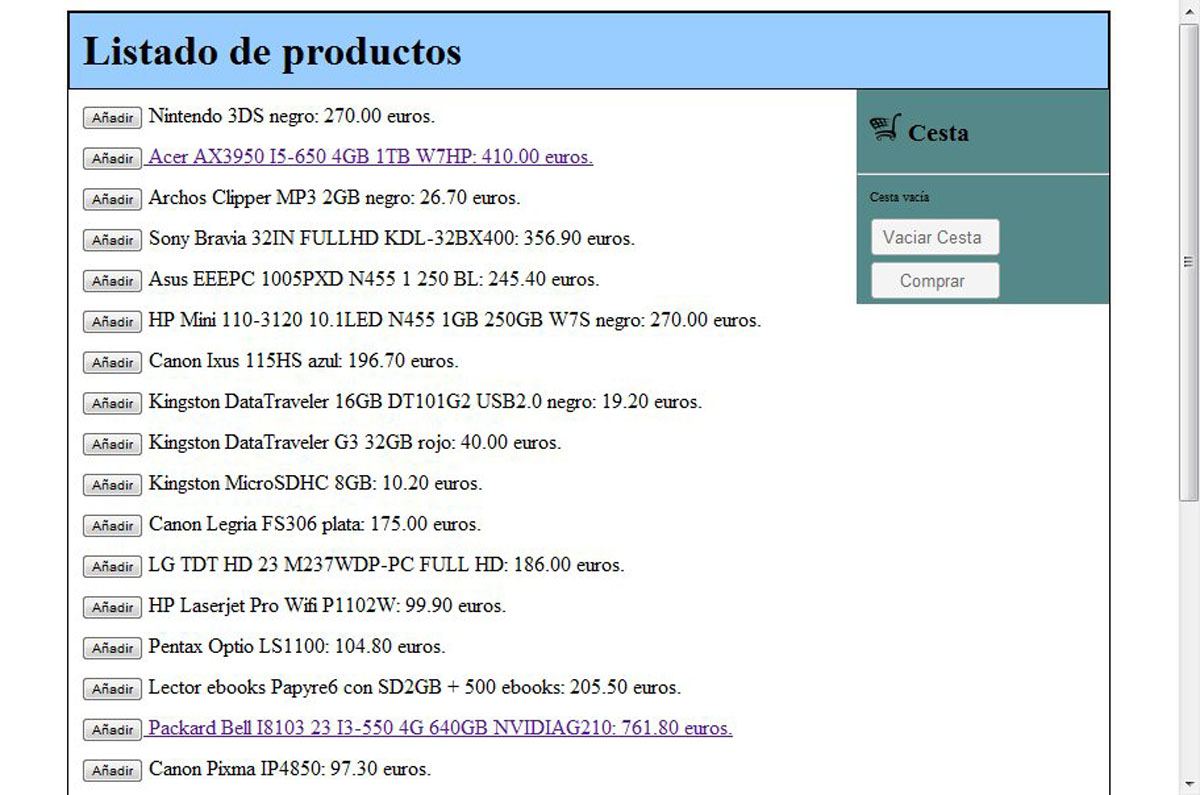 Listado de productos
Añadir Nintendo 3DS negro: 270.00 euros.
Añadir Acer AX3950 I5-650 4GB 1TB W7HP: 410.00 euros.
Añadir Archos Clipper MP3 2GB negro: 26.70 euros.
Añadir Sony Bravia 32IN FULLHD KDL-32BX400: 356.90 euros.
Añadir Asus EEEPC 1005PXD N455 1 250 BL: 245.40 euros.
Añadir HP Mini 110-3120 10.1LED N455 1GB 250GB W7S negro: 270.00 euros.
Añadir Canon Ixus 115HS azul: 196.70 euros.
Añadir Kingston DataTraveler 16GB DT101G2 USB2.0 negro: 19.20 euros.
Añadir Kingston DataTraveler G3 32GB rojo: 40.00 euros.
Añadir Kingston MicroSDHC 8GB: 10.20 euros.
Añadir Canon Legria FS306 plata: 175.00 euros.
Añadir LG TDT HD 23 M237WDP-PC FULL HD: 186.00 euros.
Añadir HP Laserjet Pro Wifi P1102W: 99.90 euros.
Añadir Pentax Optio LS1100: 104.80 euros.
Añadir Lector ebooks Papyre6 con SD2GB + 500 ebooks: 205.50 euros.
Añadir Packard Bell I8103 23 I3-550 4G 640GB NVIDIAG210: 761.80 euros.
Añadir Canon Pixma IP4850: 97.30 euros.
Cesta
Cesta vacía
Vaciar Cesta
Comprar